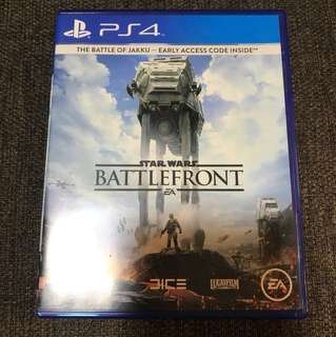 PS4
THE BATTLE OF JAKKU — EARLY ACCESS CODE INSIDE**
STAR WARS
BATTLEFRONT
EA
DICE
LUCASFILM
EA